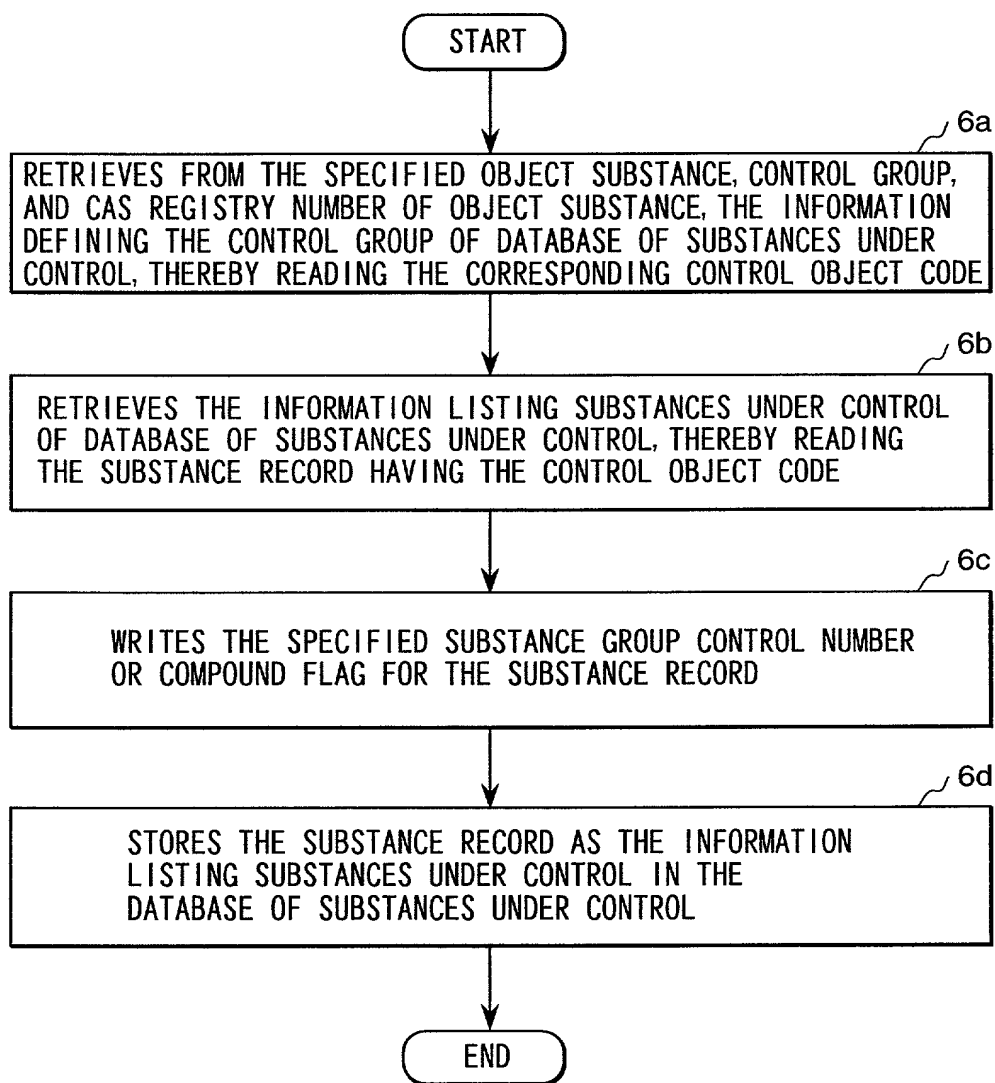 START
6a
RETRIEVES FROM THE SPECIFIED OBJECT SUBSTANCE, CONTROL GROUP,
AND CAS REGISTRY NUMBER OF OBJECT SUBSTANCE, THE INFORMATION
DEFINING THE CONTROL GROUP OF DATABASE OF SUBSTANCES UNDER
CONTROL, THEREBY READING THE CORRESPONDING CONTROL OBJECT CODE
6b
RETRIEVES THE INFORMATION LISTING SUBSTANCES UNDER CONTROL
OF DATABASE OF SUBSTANCES UNDER CONTROL, THEREBY READING
THE SUBSTANCE RECORD HAVING THE CONTROL OBJECT CODE
6c
WRITES THE SPECIFIED SUBSTANCE GROUP CONTROL NUMBER
OR COMPOUND FLAG FOR THE SUBSTANCE RECORD
6d
STORES THE SUBSTANCE RECORD AS THE INFORMATION
LISTING SUBSTANCES UNDER CONTROL IN THE
DATABASE OF SUBSTANCES UNDER CONTROL
END